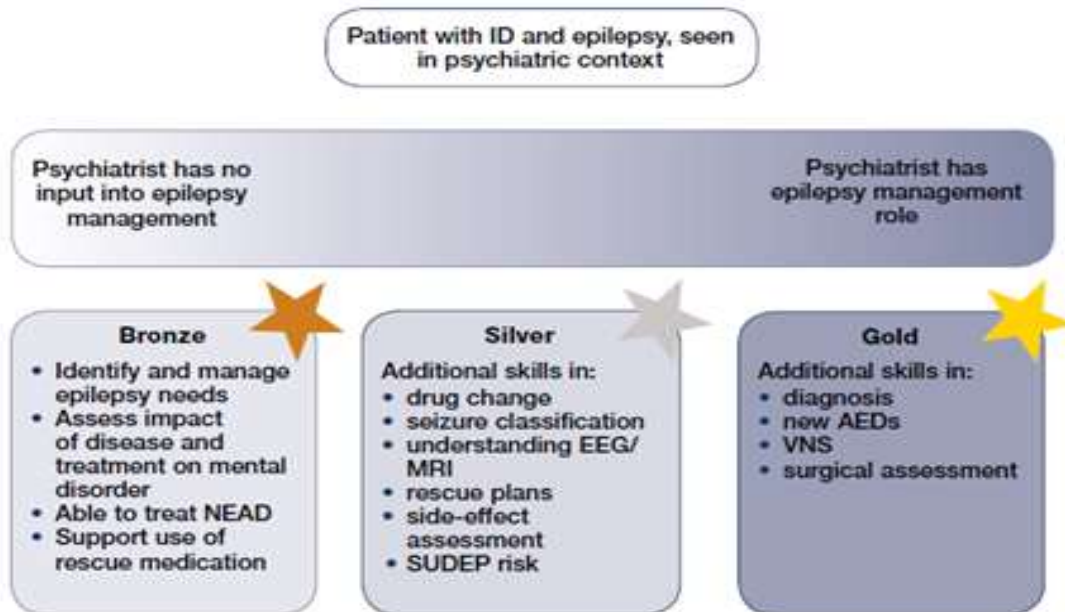 Patient with ID and epilepsy, seen
in psychiatric context
Psychiatrist has no
input into epilepsy
management
Psychiatrist has
epilepsy management
role
Bronze
• Identify and manage
epilepsy needs
• Assess impact
of disease and
treatment on mental
disorder
• Able to treat NEAD
• Support use of
rescue medication
Silver
Additional skills in:
• drug change
• seizure classification
• understanding EEG/
MRI
• rescue plans
• side-effect
assessment
• SUDEP risk
Gold
Additional skills in:
• diagnosis
• new AEDs
• VNS
• surgical assessment